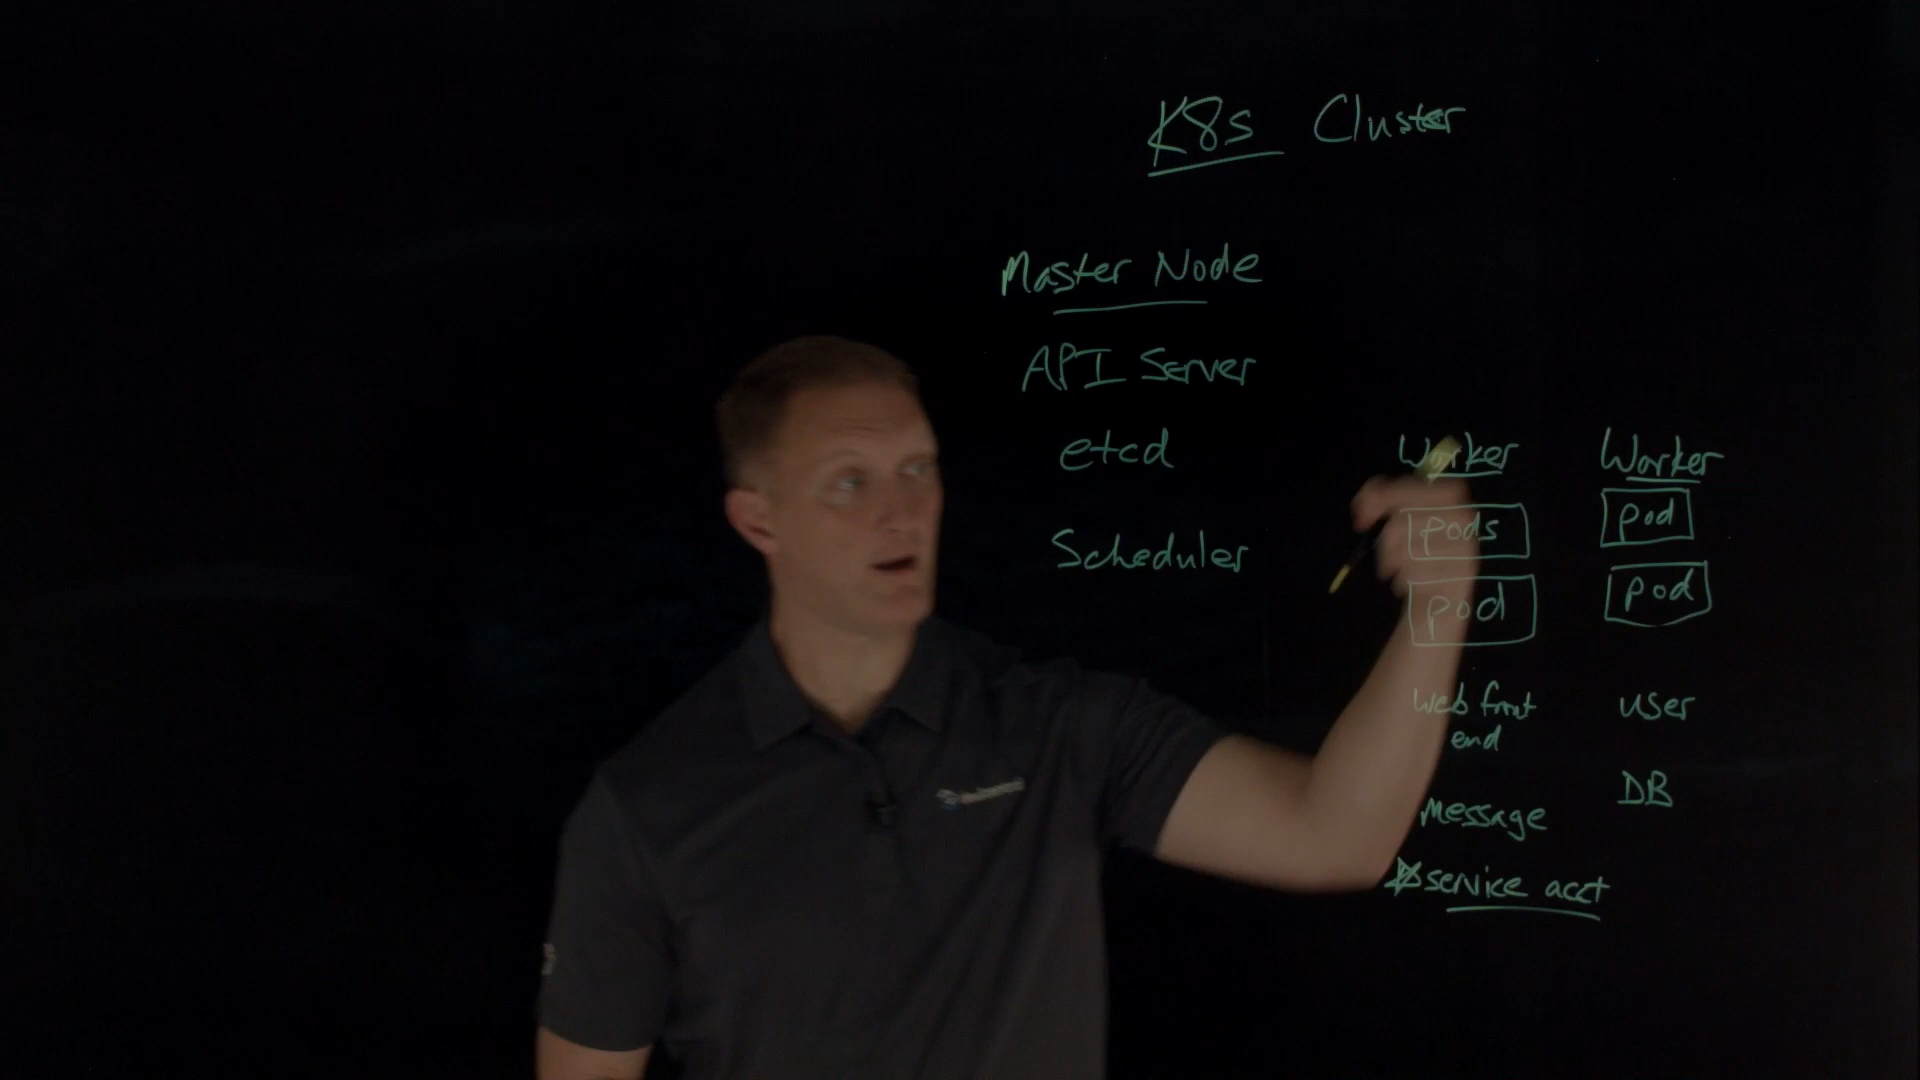 K8s Cluster
Master Node
API Server
etcd
Scheduler
Worker
pods
pod
web front
end
message
service acct
Worker
pod
pod
user
DB